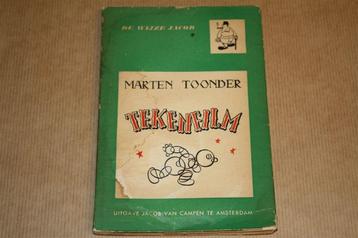 DE WIJZE JACOB
MARTEN TOONDER
TEKENFILM
UITGAVE JACOB VAN CAMPEN TE AMSTERDAM